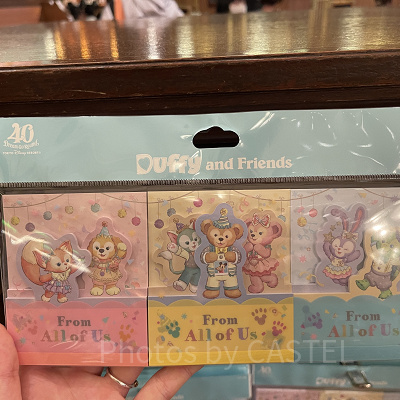 40
Duffy and Friends
From
All of Us
From
All of Us
From
All of Us
Photos by CASTEL
Duffy